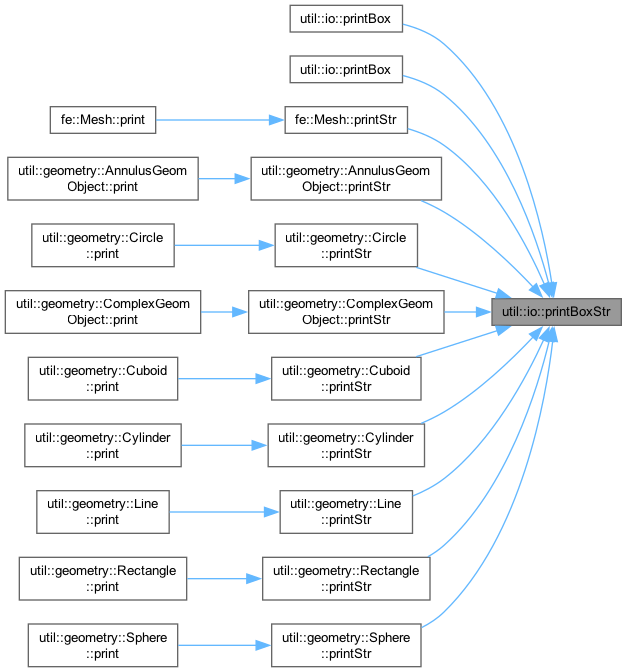 util::io::printBox
util::io::printBox
fe::Mesh::print
fe::Mesh::printStr
util::geometry::AnnulusGeom
Object::print
util::geometry::AnnulusGeom
Object::printStr
util::geometry::Circle
::print
util::geometry::Circle
::printStr
util::geometry::ComplexGeom
Object::print
util::geometry::ComplexGeom
Object::printStr
util::io::printBoxStr
util::geometry::Cuboid
::print
util::geometry::Cuboid
::printStr
util::geometry::Cylinder
::print
util::geometry::Cylinder
::printStr
util::geometry::Line
::print
util::geometry::Line
::printStr
util::geometry::Rectangle
::print
util::geometry::Rectangle
::printStr
util::geometry::Sphere
::print
util::geometry::Sphere
::printStr